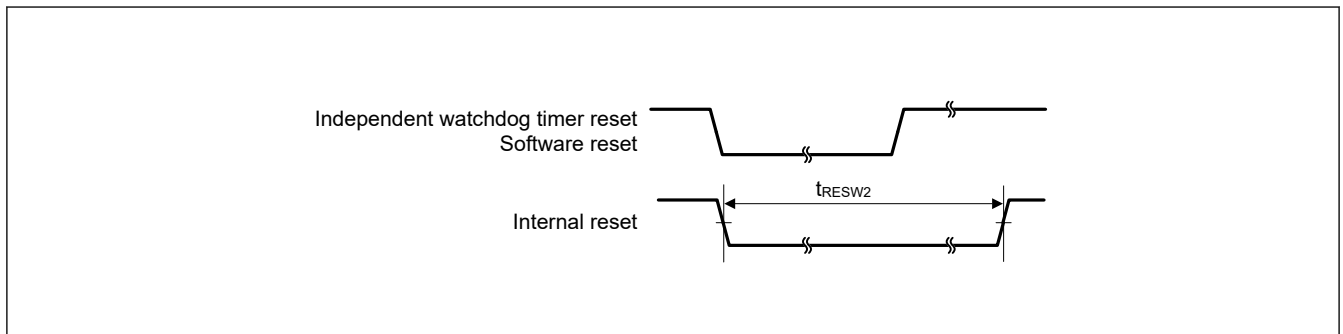 Independent watchdog timer reset
Software reset
tRESW2
Internal reset